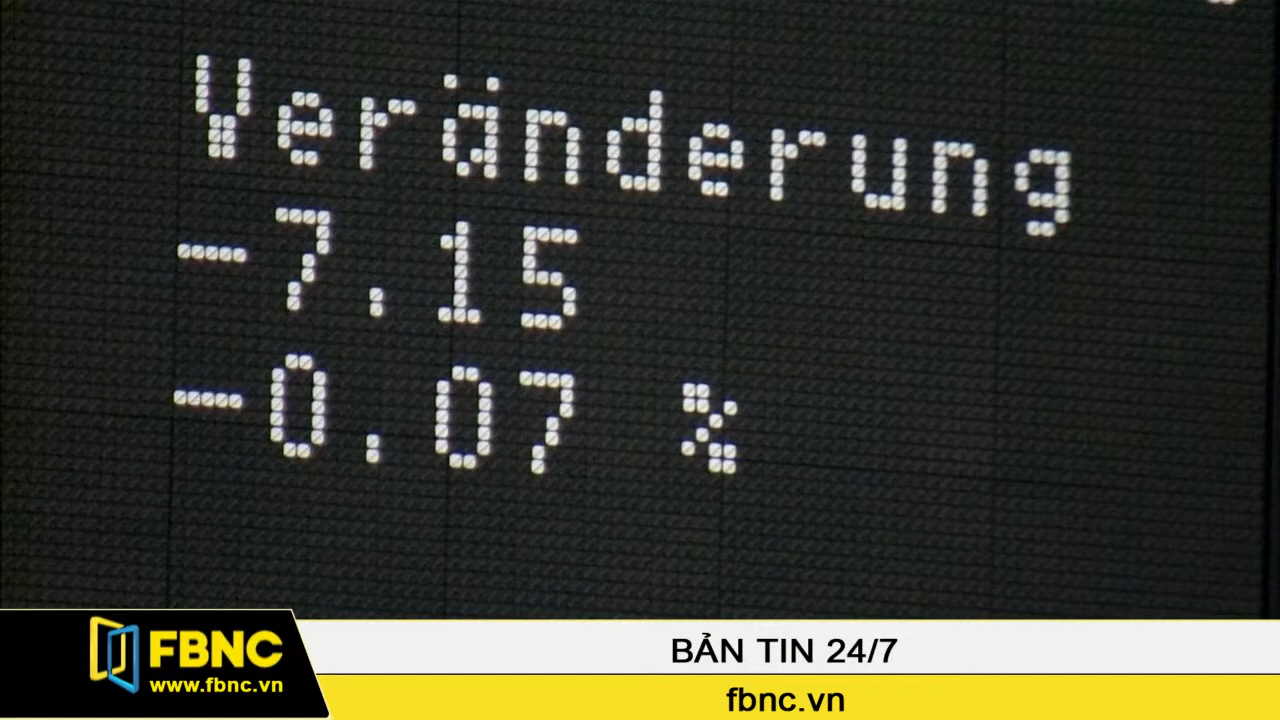 Veränderung
-7.15
-0.07 %
FBNC
www.fbnc.vn
BẢN TIN 24/7
fbnc.vn